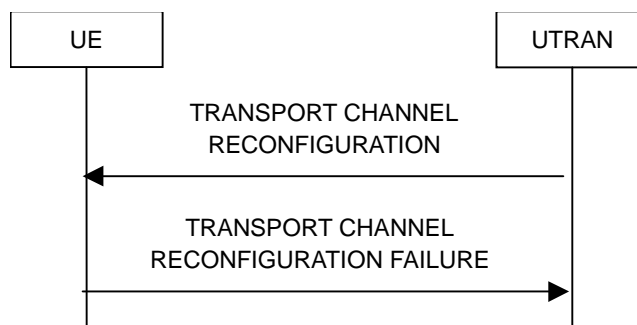 UE
UTRAN
TRANSPORT CHANNEL
RECONFIGURATION
TRANSPORT CHANNEL
RECONFIGURATION FAILURE